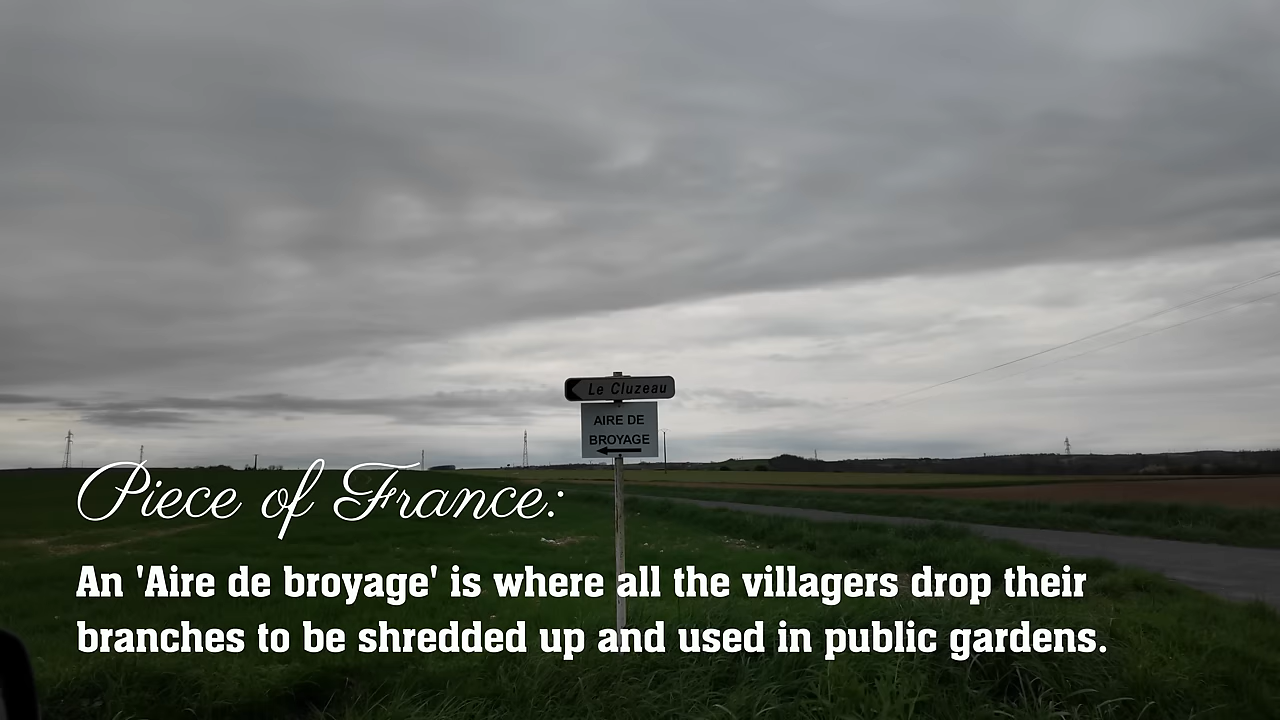 Le Cluzeau
AIRE DE
BROYAGE
Piece of France:
An 'Aire de broyage' is where all the villagers drop their
branches to be shredded up and used in public gardens.